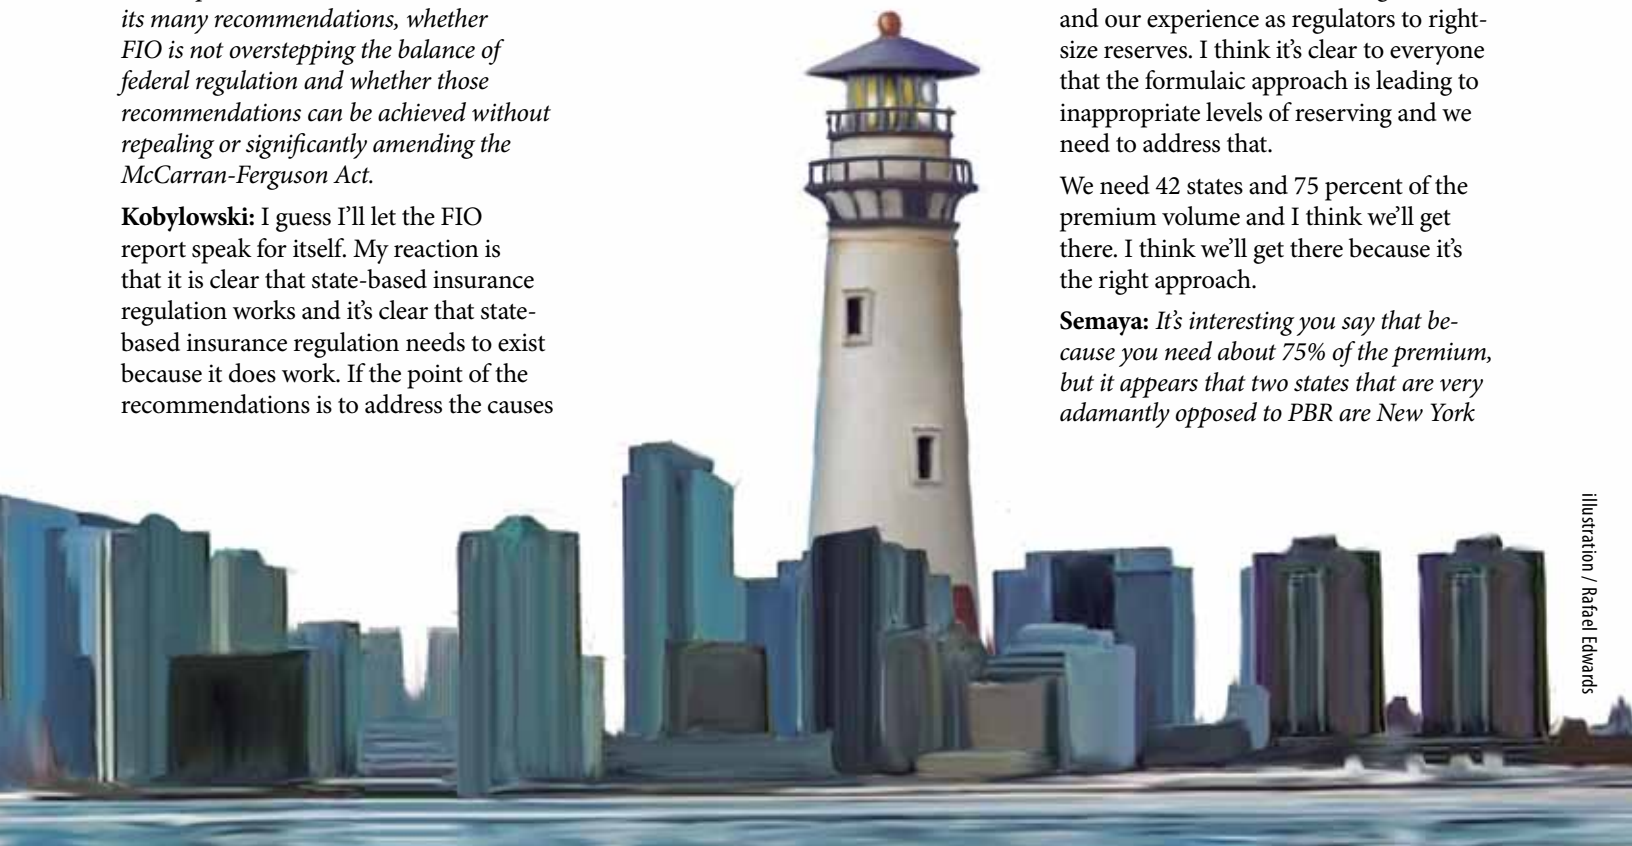 its many recommendations, whether
FIO is not overstepping the balance of
federal regulation and whether those
recommendations can be achieved without
repealing or significantly amending the
McCarran-Ferguson Act.
Kobylowski: I guess I’ll let the FIO
report speak for itself. My reaction is
that it is clear that state-based insurance
regulation works and it’s clear that state-
based insurance regulation needs to exist
because it does work. If the point of the
recommendations is to address the causes
and our experience as regulators to right-
size reserves. I think it’s clear to everyone
that the formulaic approach is leading to
inappropriate levels of reserving and we
need to address that.
We need 42 states and 75 percent of the
premium volume and I think we’ll get
there. I think we’ll get there because it’s
the right approach.
Semaya: It’s interesting you say that be-
cause you need about 75% of the premium,
but it appears that two states that are very
adamantly opposed to PBR are New York
illustration / Rafael Edwards